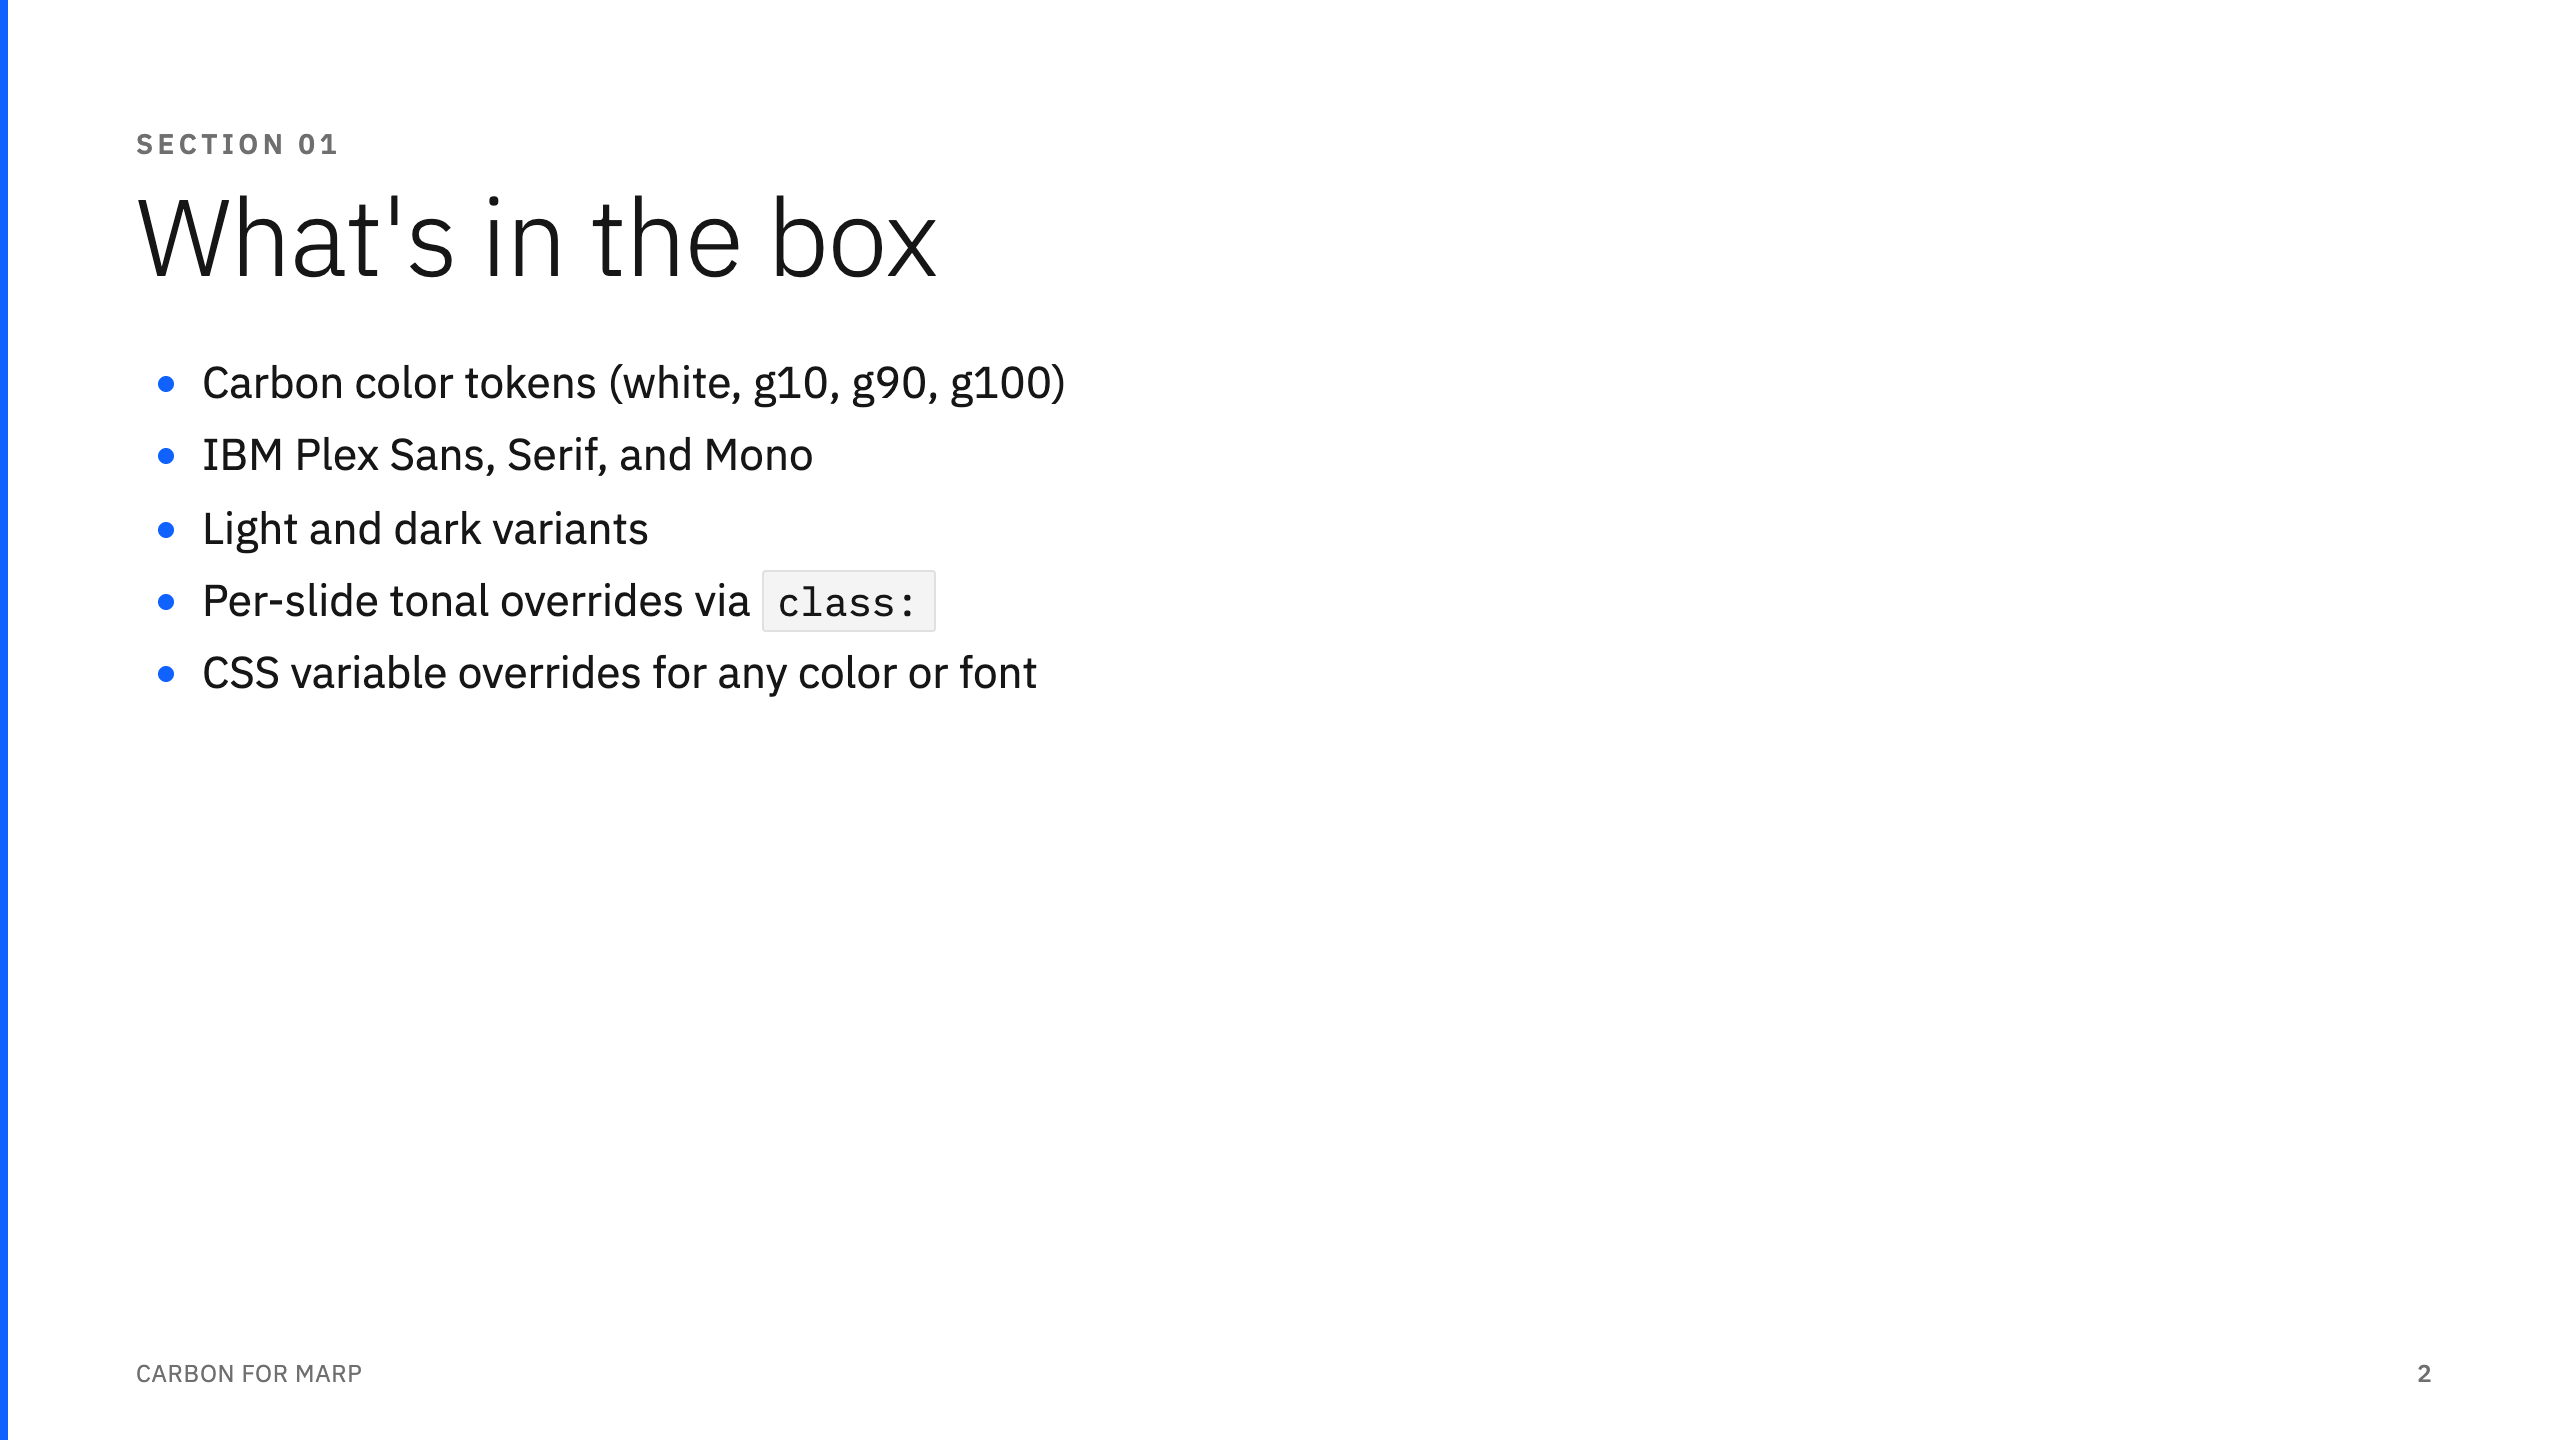 SECTION 01
What's in the box
• Carbon color tokens (white, g10, g90, g100)
• IBM Plex Sans, Serif, and Mono
• Light and dark variants
• Per-slide tonal overrides via class:
• CSS variable overrides for any color or font
CARBON FOR MARP
2